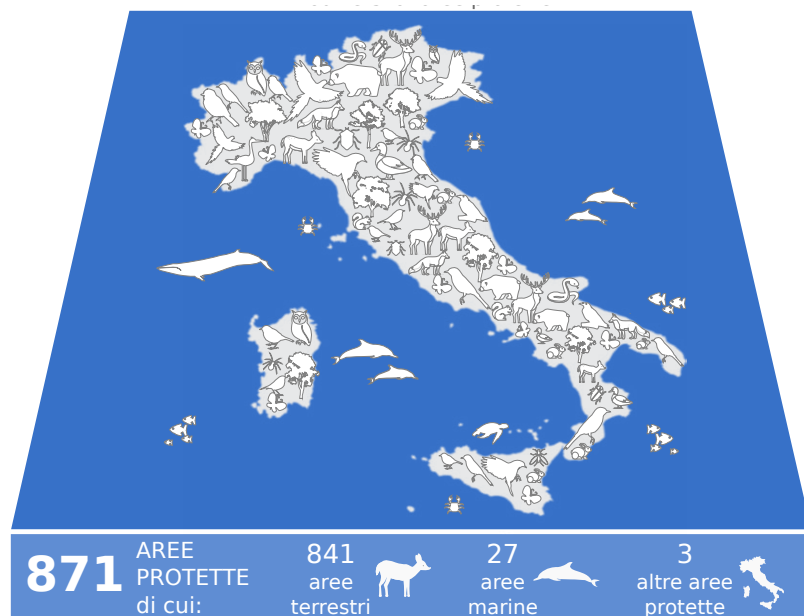 871
AREE
PROTETTE
di cui:
841
aree
terrestri
27
aree
marine
3
altre aree
protette